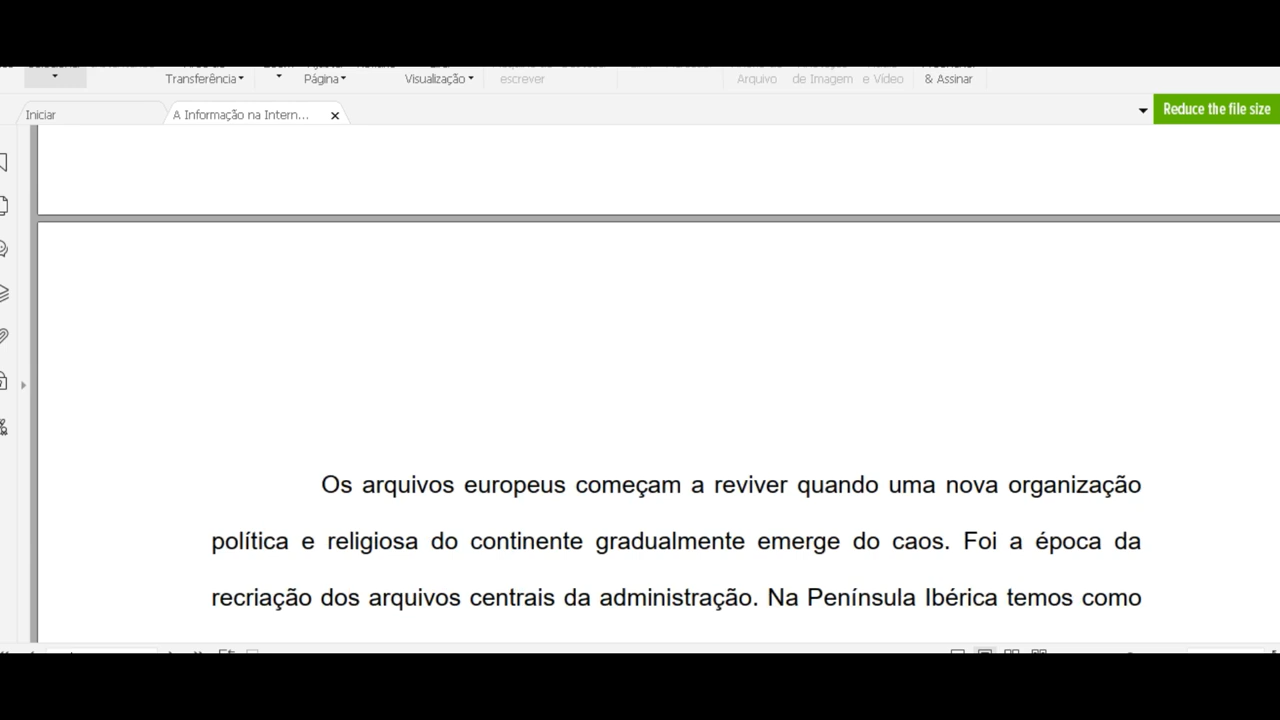 Transferência Página Visualização escrever Arquivo de Imagem e Vídeo & Assinar
Iniciar A Informação na Intern... Reduce the file size
Os arquivos europeus começam a reviver quando uma nova organização
política e religiosa do continente gradualmente emerge do caos. Foi a época da
recriação dos arquivos centrais da administração. Na Península Ibérica temos como